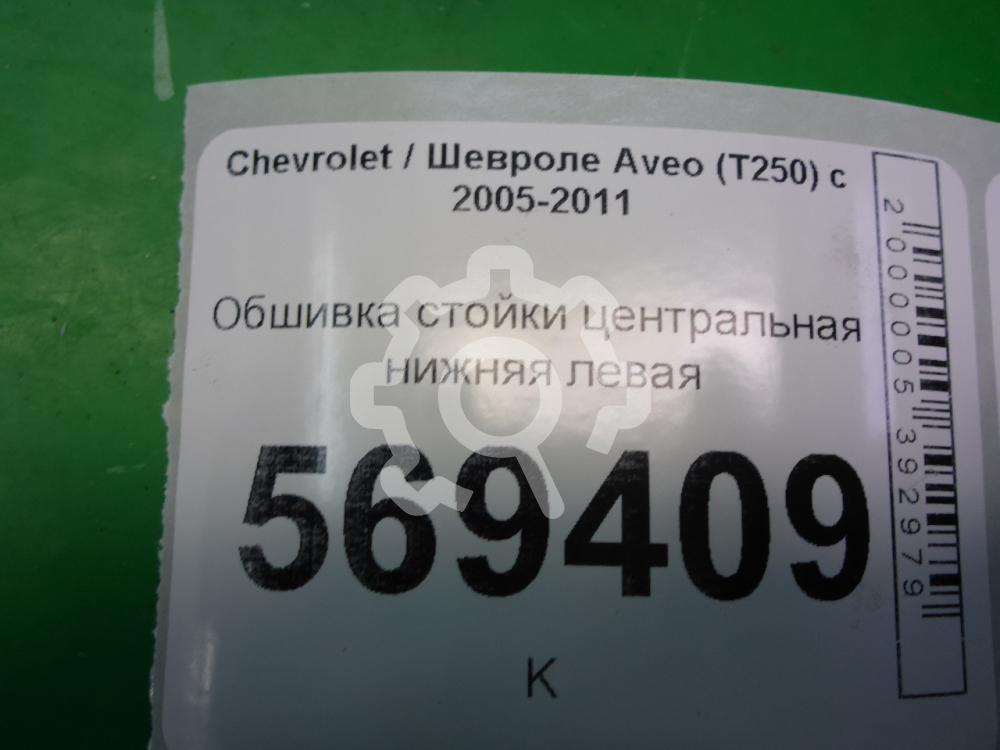 Chevrolet / Шевроле Aveo (T250) с
2005-2011
Обшивка стойки центральная
нижняя левая
569409
К
2000005392979